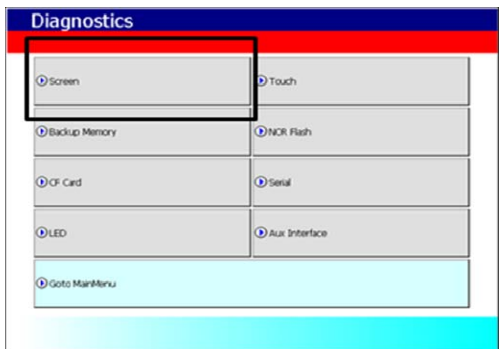 Diagnostics
Screen
Touch
Backup Memory
NOR Flash
CF Card
Serial
LED
Aux Interface
Goto MainMenu